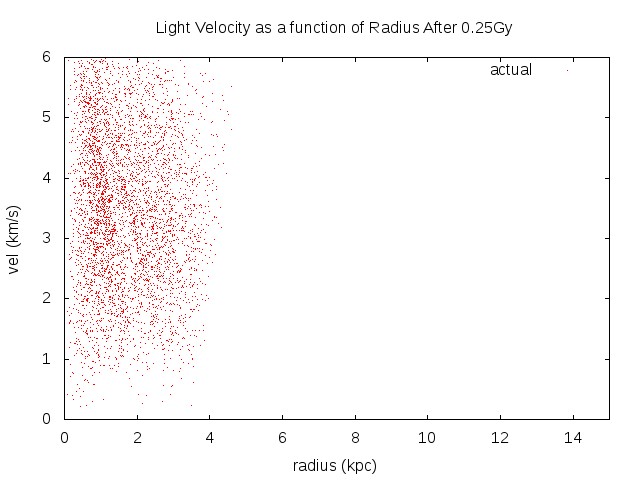 Light Velocity as a function of Radius After 0.25Gy
actual
6
5
4
3
2
1
0
vel (km/s)
0 2 4 6 8 10 12 14
radius (kpc)